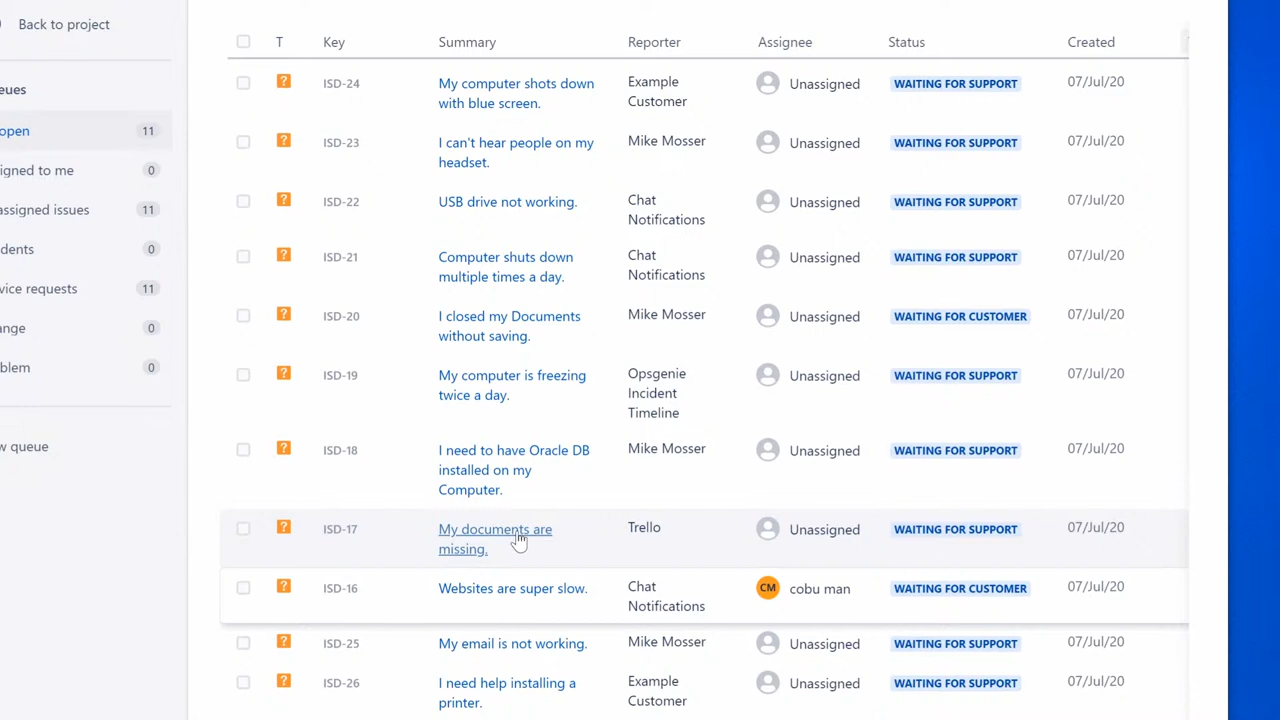 Back to project
T Key Summary Reporter Assignee Status Created
ISD-24 My computer shots down with blue screen. Example Customer Unassigned WAITING FOR SUPPORT 07/Jul/20
eues
open 11
ISD-23 I can't hear people on my headset. Mike Mosser Unassigned WAITING FOR SUPPORT 07/Jul/20
igned to me 0
ISD-22 USB drive not working. Chat Notifications Unassigned WAITING FOR SUPPORT 07/Jul/20
assigned issues 11
ISD-21 Computer shuts down multiple times a day. Chat Notifications Unassigned WAITING FOR SUPPORT 07/Jul/20
dents 0
vice requests 11
ISD-20 I closed my Documents without saving. Mike Mosser Unassigned WAITING FOR CUSTOMER 07/Jul/20
ange 0
blem 0
ISD-19 My computer is freezing twice a day. Opsgenie Incident Timeline Unassigned WAITING FOR SUPPORT 07/Jul/20
w queue
ISD-18 I need to have Oracle DB installed on my Computer. Mike Mosser Unassigned WAITING FOR SUPPORT 07/Jul/20
ISD-17 My documents are missing. Trello Unassigned WAITING FOR SUPPORT 07/Jul/20
ISD-16 Websites are super slow. Chat Notifications CM cobu man WAITING FOR CUSTOMER 07/Jul/20
ISD-25 My email is not working. Mike Mosser Unassigned WAITING FOR SUPPORT 07/Jul/20
ISD-26 I need help installing a printer. Example Customer Unassigned WAITING FOR SUPPORT 07/Jul/20